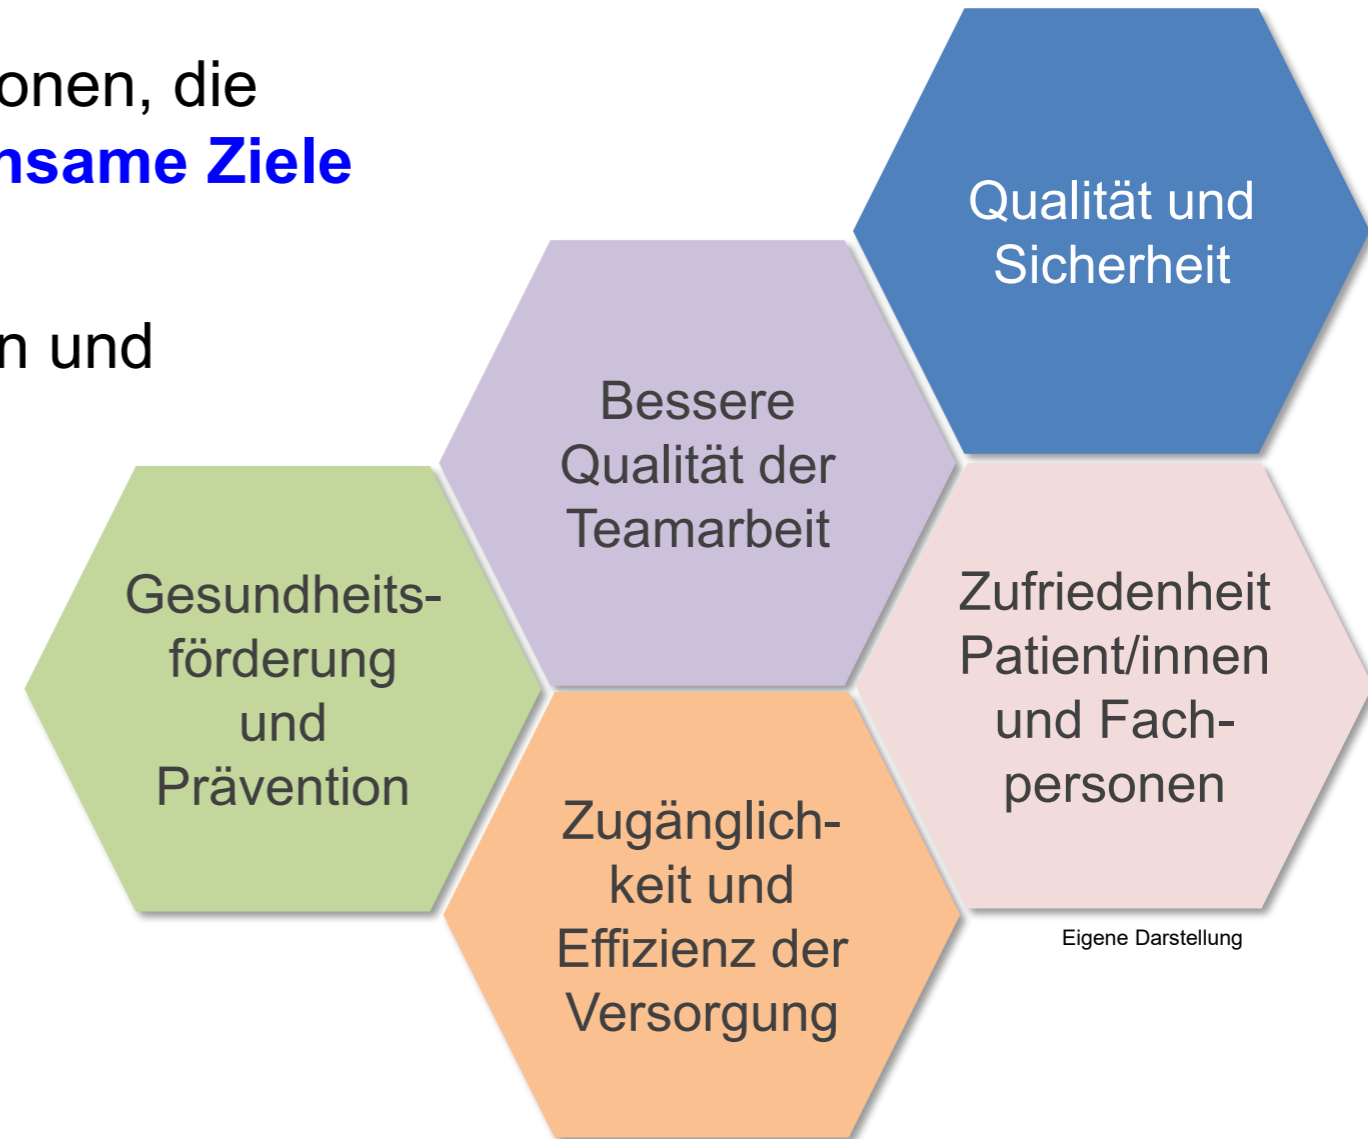 onen, die
nsame Ziele
n und
Qualität und
Sicherheit
Bessere
Qualität der
Teamarbeit
Gesundheits-
förderung
und
Prävention
Zufriedenheit
Patient/innen
und Fach-
personen
Zugänglich-
keit und
Effizienz der
Versorgung
Eigene Darstellung